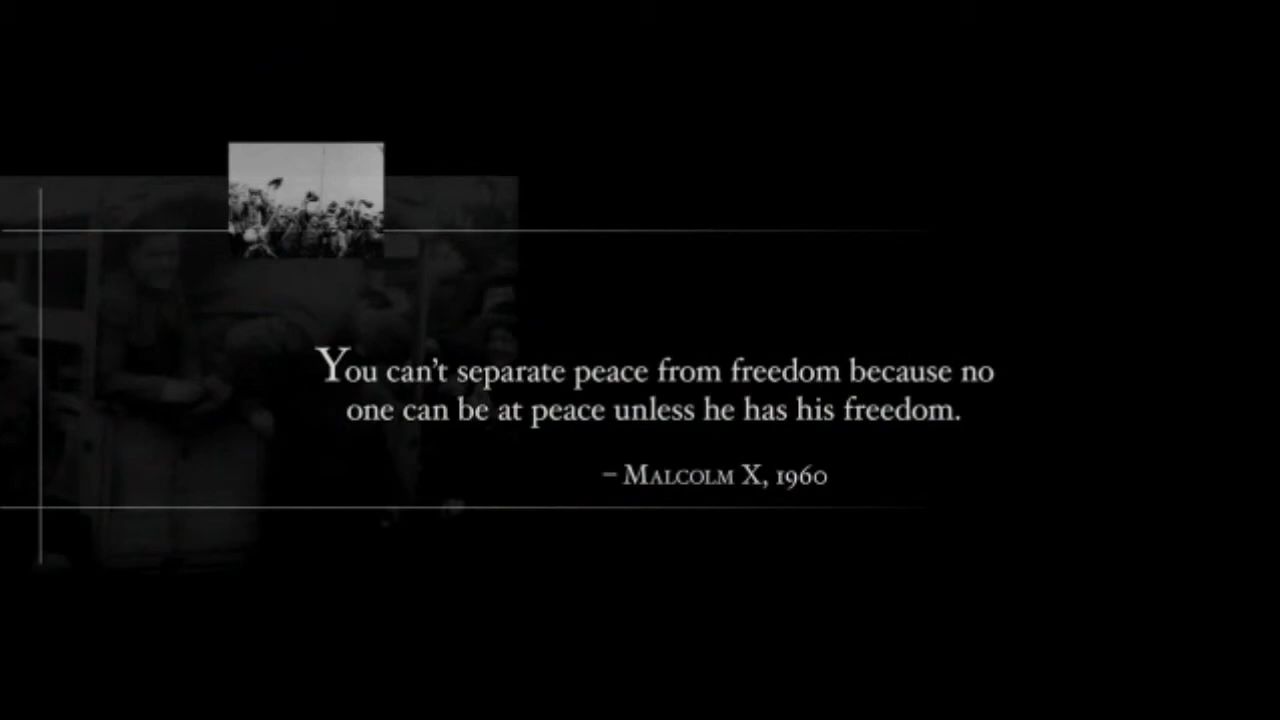 You can't separate peace from freedom because no
one can be at peace unless he has his freedom.
– Malcolm X, 1960